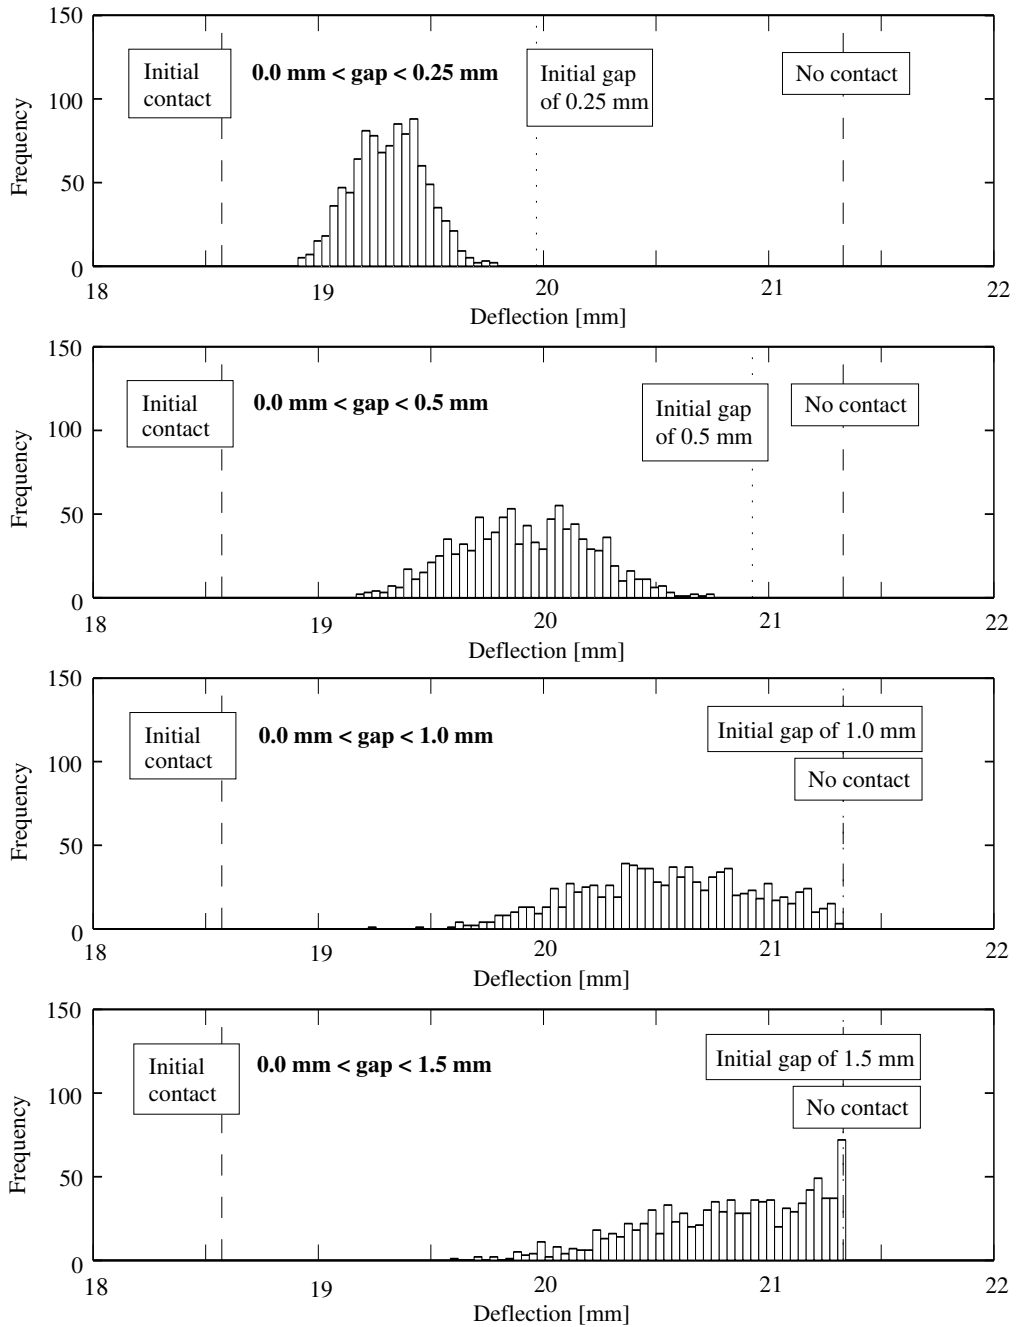 150
Initial
contact
0.0 mm < gap < 0.25 mm
Initial gap
of 0.25 mm
No contact
100
Frequency
50
0
18
19
20
21
22
Deflection [mm]
150
Initial
contact
0.0 mm < gap < 0.5 mm
Initial gap
of 0.5 mm
No contact
100
Frequency
50
0
18
19
20
21
22
Deflection [mm]
150
Initial
contact
0.0 mm < gap < 1.0 mm
Initial gap of 1.0 mm
No contact
100
Frequency
50
0
18
19
20
21
22
Deflection [mm]
150
Initial
contact
0.0 mm < gap < 1.5 mm
Initial gap of 1.5 mm
No contact
100
Frequency
50
0
18
19
20
21
22
Deflection [mm]